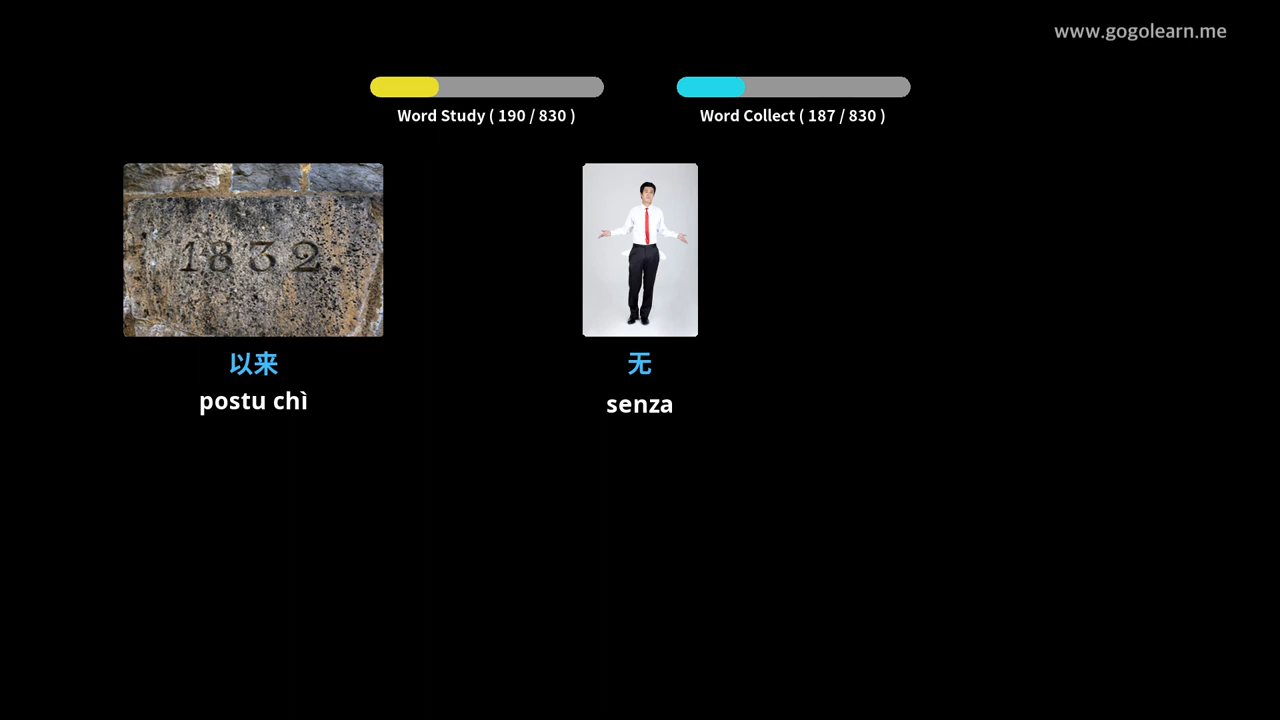 www.gogolearn.me
Word Study ( 190 / 830 )
Word Collect ( 187 / 830 )
1832.
以来
postu chì
无
senza